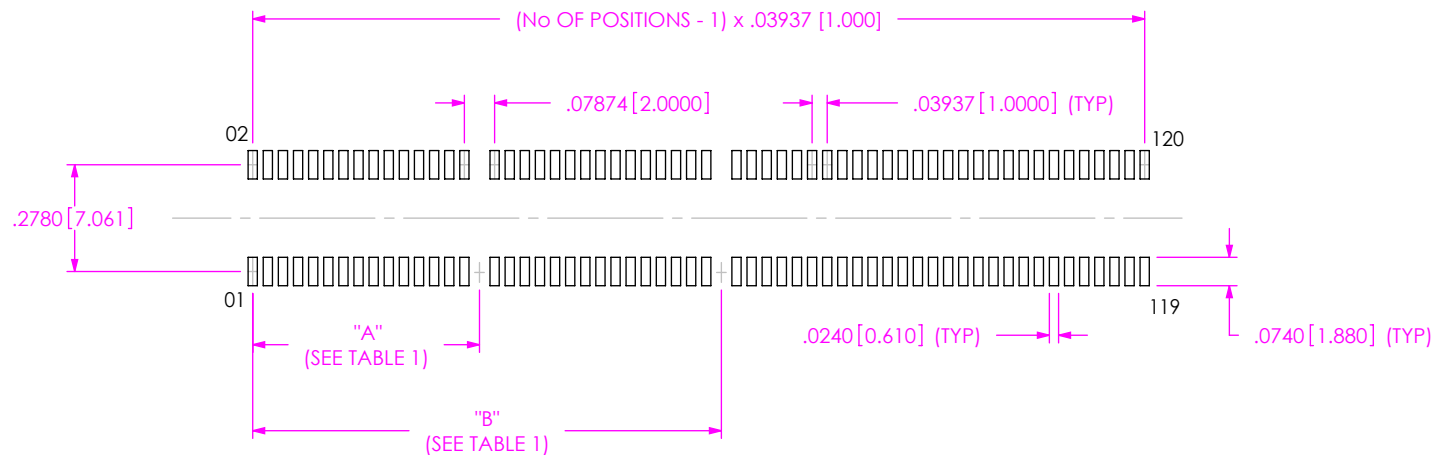 (No OF POSITIONS - 1) x .03937 [1.000]
.07874[2.0000]
.03937[1.0000] (TYP)
02
120
.2780[7.061]
01
119
"A"
(SEE TABLE 1)
.0240[0.610] (TYP)
.0740[1.880] (TYP)
"B"
(SEE TABLE 1)